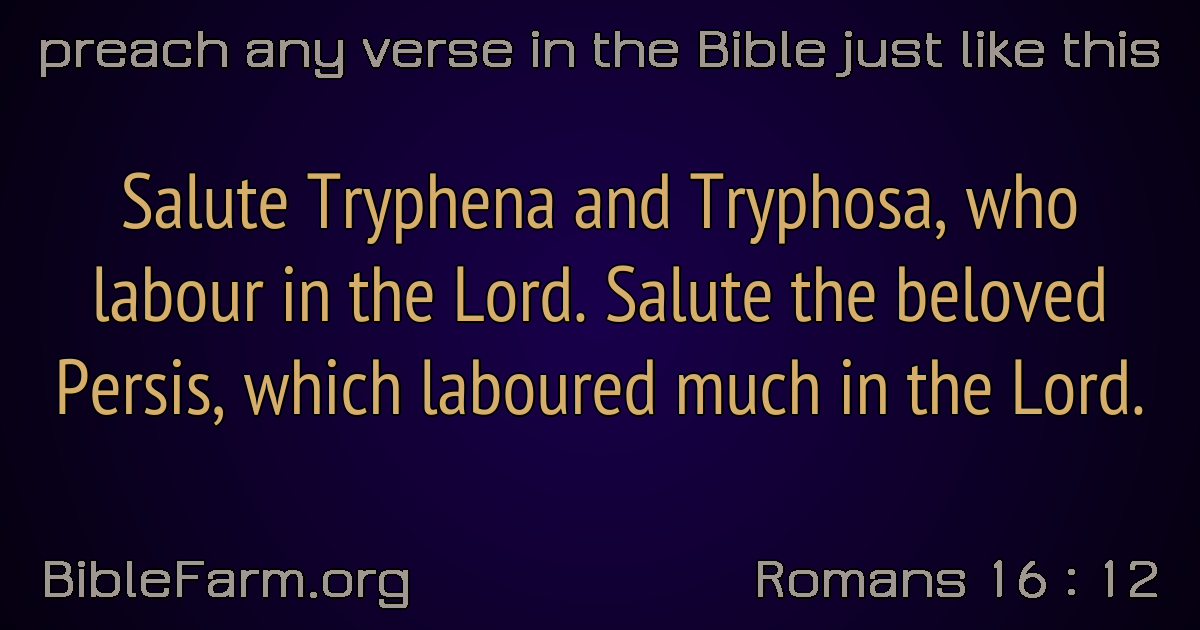 preach any verse in the Bible just like this
Salute Tryphena and Tryphosa, who
labour in the Lord. Salute the beloved
Persis, which laboured much in the Lord.
BibleFarm.org
Romans 16 : 12